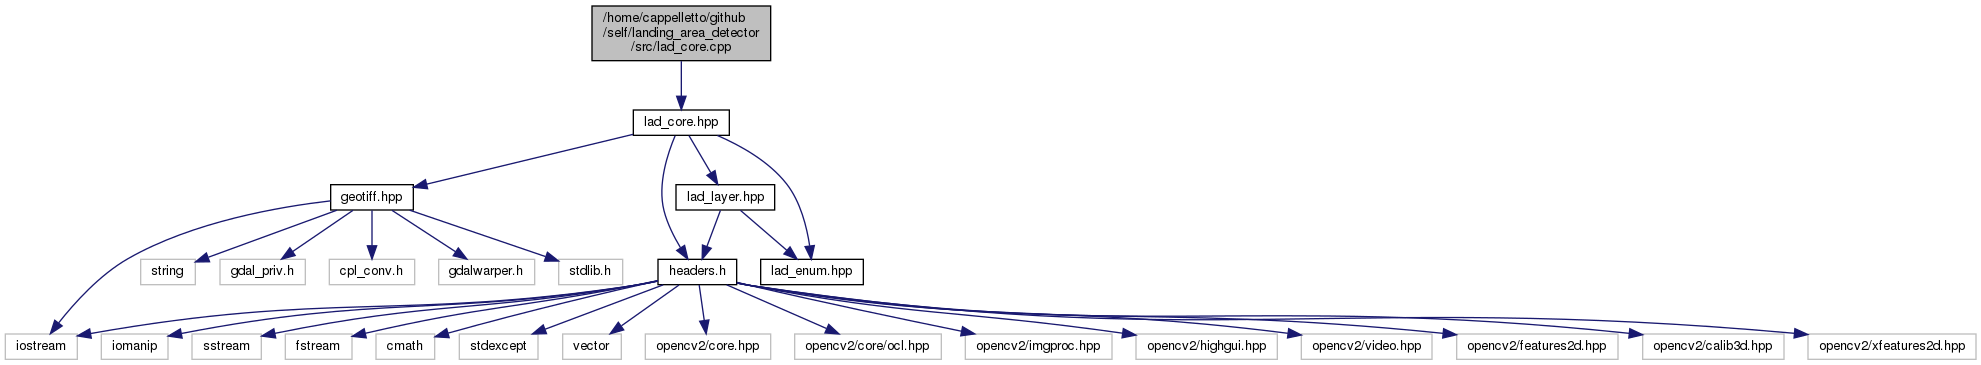 /home/cappelletto/github
/self/landing_area_detector
/src/lad_core.cpp
lad_core.hpp
geotiff.hpp
lad_layer.hpp
string
gdal_priv.h
cpl_conv.h
gdalwarper.h
stdlib.h
headers.h
lad_enum.hpp
iostream
iomanip
sstream
fstream
cmath
stdexcept
vector
opencv2/core.hpp
opencv2/core/ocl.hpp
opencv2/imgproc.hpp
opencv2/highgui.hpp
opencv2/video.hpp
opencv2/features2d.hpp
opencv2/calib3d.hpp
opencv2/xfeatures2d.hpp